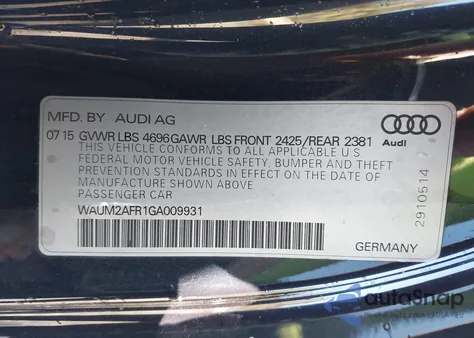 MFD. BY AUDI AG
07 15 GVWR LBS 4696 GAWR LBS FRONT 2425/REAR 2381
THIS VEHICLE CONFORMS TO ALL APPLICABLE U.S
FEDERAL MOTOR VEHICLE SAFETY, BUMPER AND THEFT
PREVENTION STANDARDS IN EFFECT ON THE DATE OF
MANUFACTURE SHOWN ABOVE
PASSENGER CAR
WAUM2AFR1GA009931
GERMANY
Audi
2910514
autoSnap